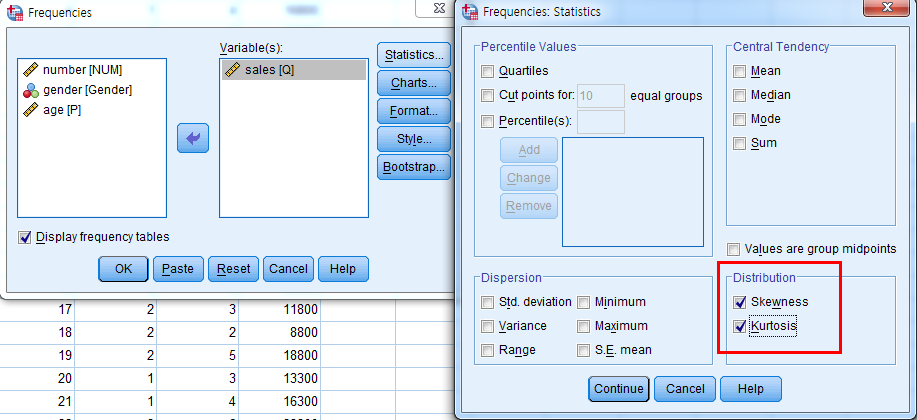 Frequencies
Variable(s):
number [NUM]
gender [Gender]
age [P]
sales [Q]
Statistics...
Charts...
Format...
Style...
Bootstrap...
Display frequency tables
OK Paste Reset Cancel Help
17 2 3 11800
18 2 2 8800
19 2 5 18800
20 1 3 13300
21 1 4 16300
Frequencies: Statistics
Percentile Values
Quartiles
Cut points for: 10 equal groups
Percentile(s):
Add
Change
Remove
Central Tendency
Mean
Median
Mode
Sum
Values are group midpoints
Dispersion
Std. deviation Minimum
Variance Maximum
Range S.E. mean
Distribution
Skewness
Kurtosis
Continue Cancel Help